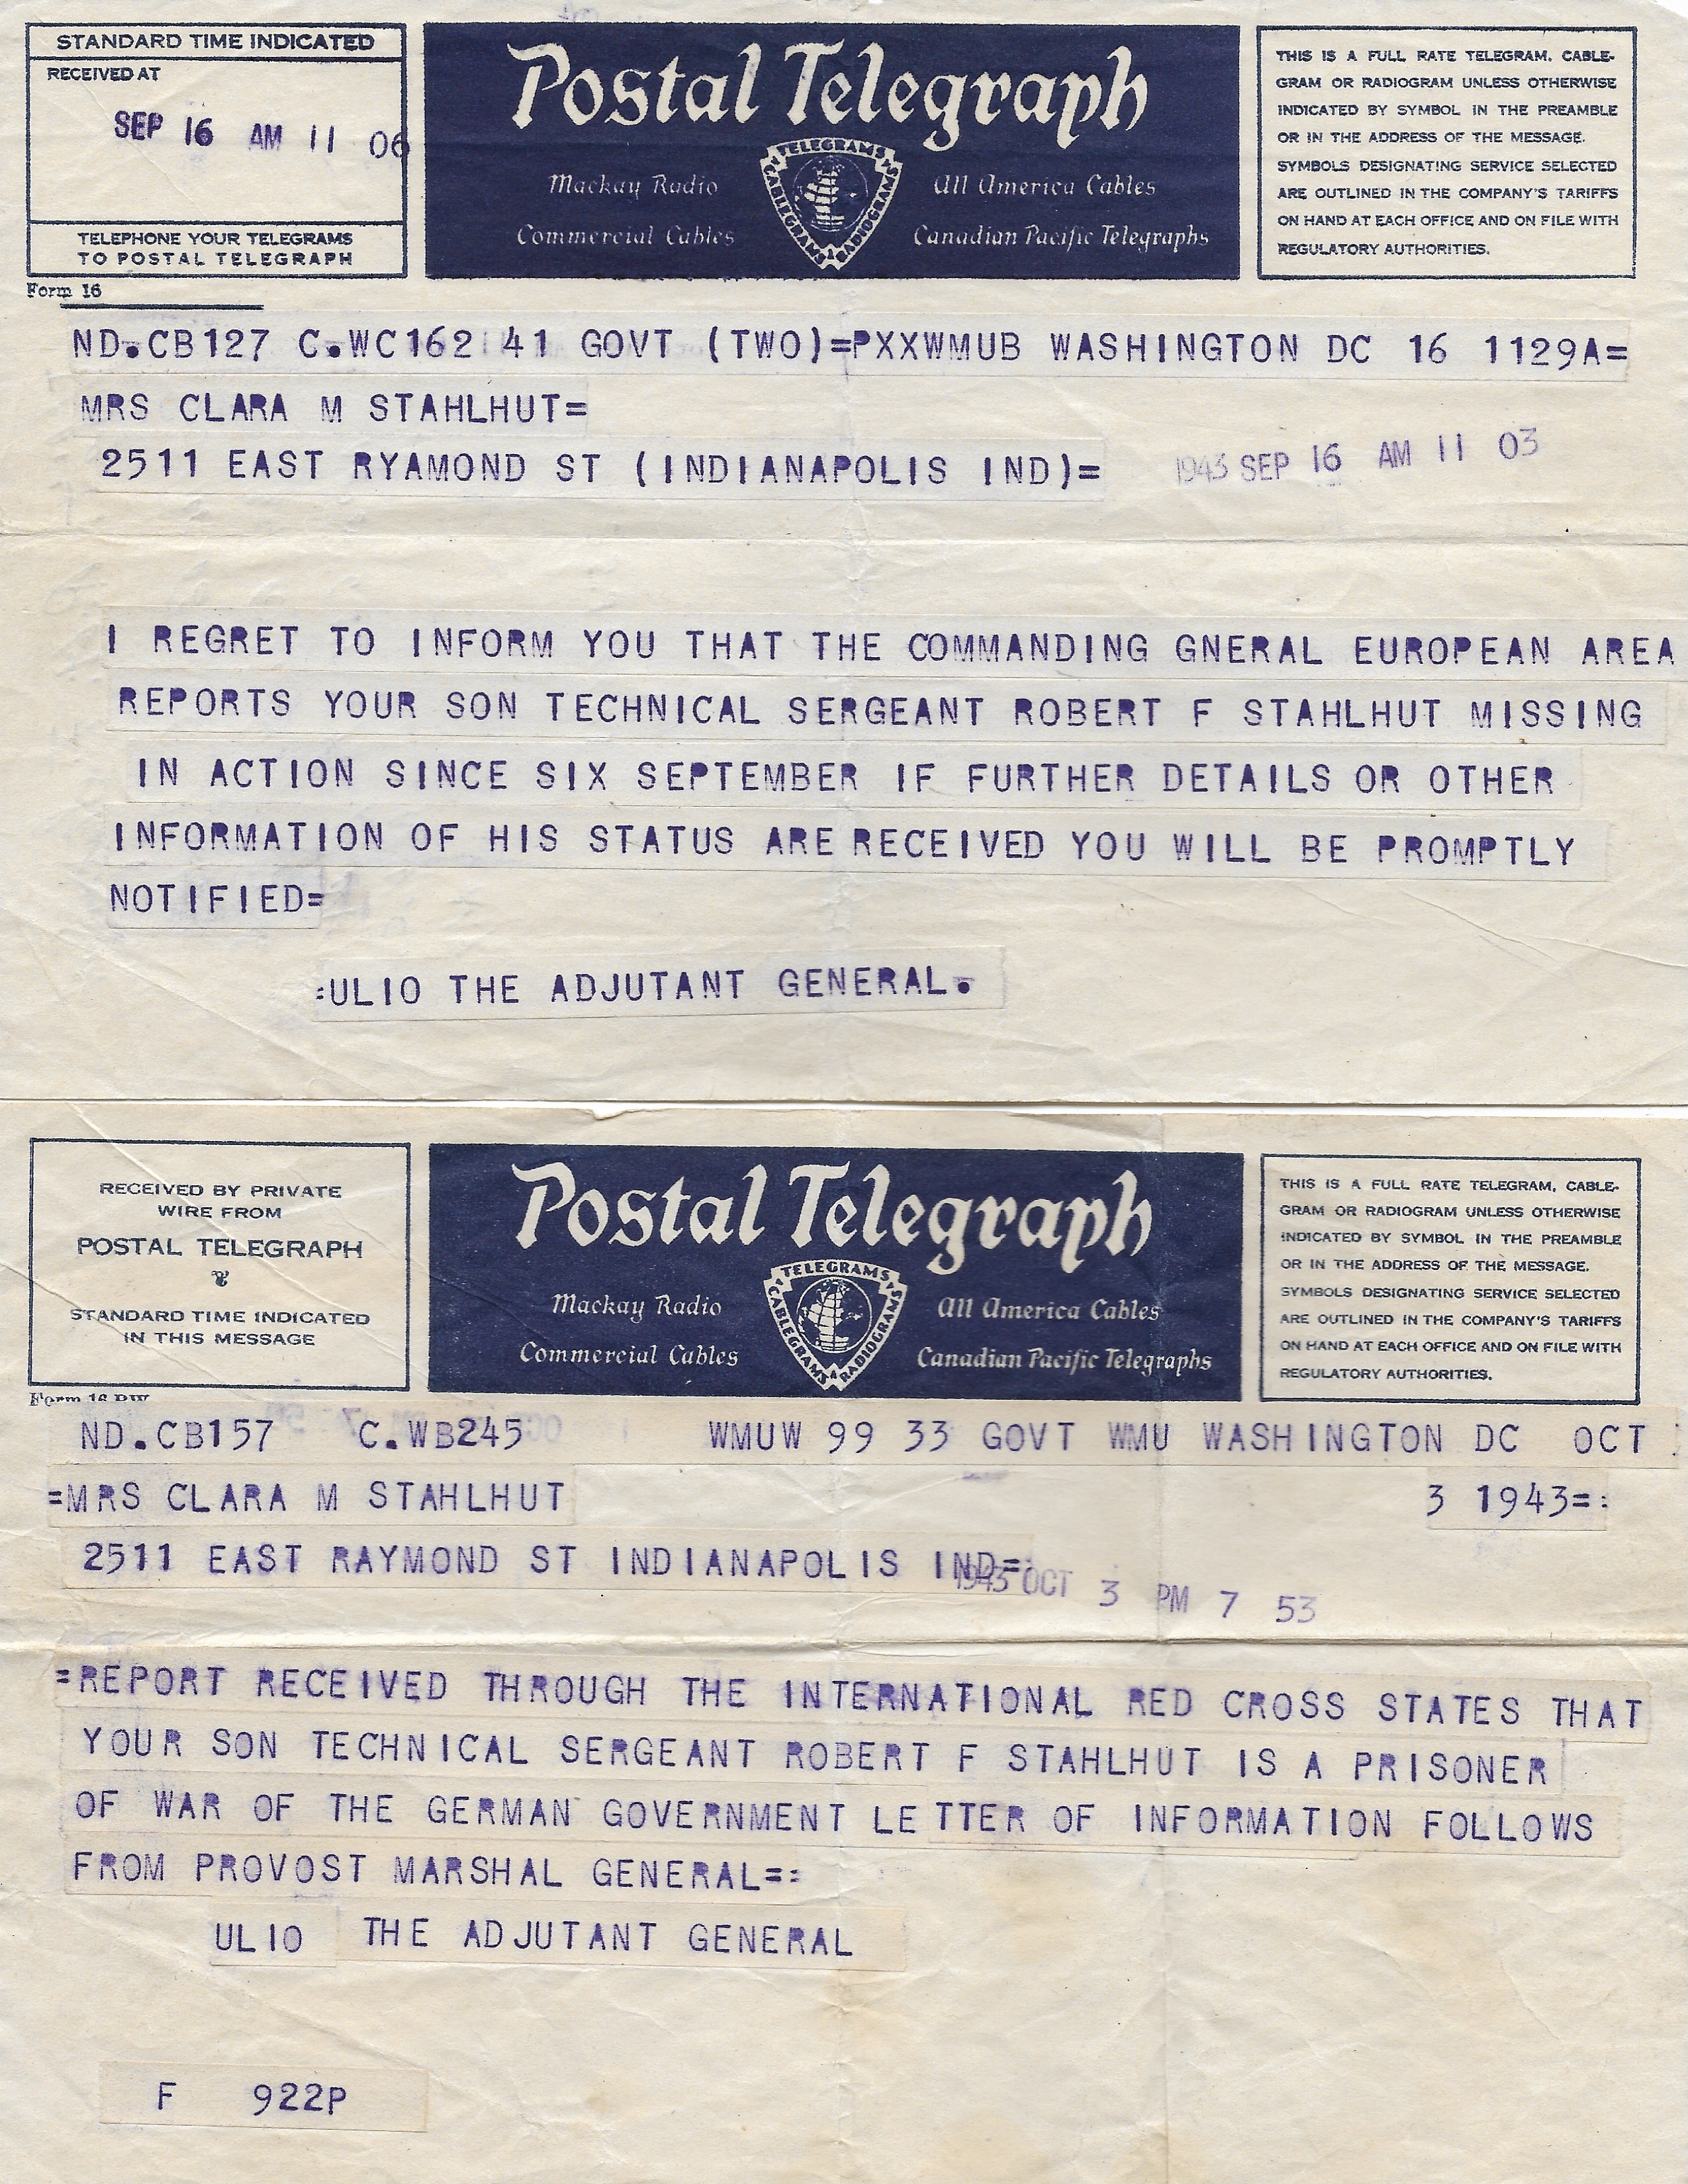 STANDARD TIME INDICATED
RECEIVED AT
SEP 16 AM 11 06
TELEPHONE YOUR TELEGRAMS
TO POSTAL TELEGRAPH
Form 16
Postal Telegraph
Mackay Radio
All America Cables
Commercial Cables
Canadian Pacific Telegraphs
TELEGRAMS
CABLEGRAMS
RADIOGRAMS
THIS IS A FULL RATE TELEGRAM, CABLE-
GRAM OR RADIOGRAM UNLESS OTHERWISE
INDICATED BY SYMBOL IN THE PREAMBLE
OR IN THE ADDRESS OF THE MESSAGE.
SYMBOLS DESIGNATING SERVICE SELECTED
ARE OUTLINED IN THE COMPANY'S TARIFFS
ON HAND AT EACH OFFICE AND ON FILE WITH
REGULATORY AUTHORITIES.
ND.CB127 C.WC162 41 GOVT (TWO)=PXXWMUB WASHINGTON DC 16 1129A=
MRS CLARA M STAHLHUT=
2511 EAST RYAMOND ST (INDIANAPOLIS IND)=
1943 SEP 16 AM 11 03
I REGRET TO INFORM YOU THAT THE COMMANDING GNERAL EUROPEAN AREA
REPORTS YOUR SON TECHNICAL SERGEANT ROBERT F STAHLHUT MISSING
IN ACTION SINCE SIX SEPTEMBER IF FURTHER DETAILS OR OTHER
INFORMATION OF HIS STATUS ARE RECEIVED YOU WILL BE PROMPTLY
NOTIFIED=
:ULIO THE ADJUTANT GENERAL.
RECEIVED BY PRIVATE
WIRE FROM
POSTAL TELEGRAPH
STANDARD TIME INDICATED
IN THIS MESSAGE
Form 16 PW
Postal Telegraph
Mackay Radio
All America Cables
Commercial Cables
Canadian Pacific Telegraphs
TELEGRAMS
CABLEGRAMS
RADIOGRAMS
THIS IS A FULL RATE TELEGRAM, CABLE-
GRAM OR RADIOGRAM UNLESS OTHERWISE
INDICATED BY SYMBOL IN THE PREAMBLE
OR IN THE ADDRESS OF THE MESSAGE.
SYMBOLS DESIGNATING SERVICE SELECTED
ARE OUTLINED IN THE COMPANY'S TARIFFS
ON HAND AT EACH OFFICE AND ON FILE WITH
REGULATORY AUTHORITIES.
ND.CB157 C.WB245 WMUW 99 33 GOVT WMU WASHINGTON DC OCT
=MRS CLARA M STAHLHUT 3 1943=:
2511 EAST RAYMOND ST INDIANAPOLIS IND=:
1943 OCT 3 PM 7 53
=REPORT RECEIVED THROUGH THE INTERNATIONAL RED CROSS STATES THAT
YOUR SON TECHNICAL SERGEANT ROBERT F STAHLHUT IS A PRISONER
OF WAR OF THE GERMAN GOVERNMENT LETTER OF INFORMATION FOLLOWS
FROM PROVOST MARSHAL GENERAL=:
ULIO THE ADJUTANT GENERAL
F 922P